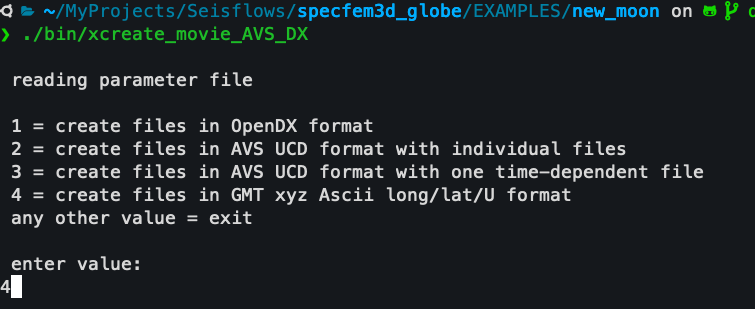 ~/MyProjects/Seisflows/specfem3d_globe/EXAMPLES/new_moon on
❯ ./bin/xcreate_movie_AVS_DX
reading parameter file
1 = create files in OpenDX format
2 = create files in AVS UCD format with individual files
3 = create files in AVS UCD format with one time-dependent file
4 = create files in GMT xyz Ascii long/lat/U format
any other value = exit
enter value:
4